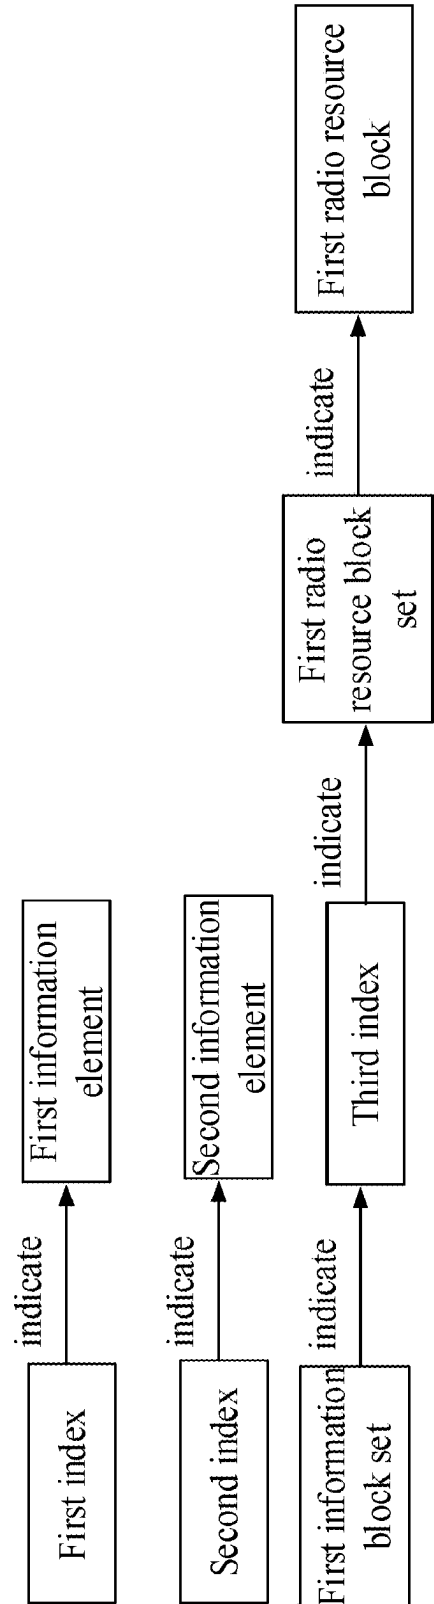 First index
indicate
First information
element
Second index
indicate
Second information
element
First information
block set
indicate
Third index
indicate
First radio
resource block
set
indicate
First radio resource
block